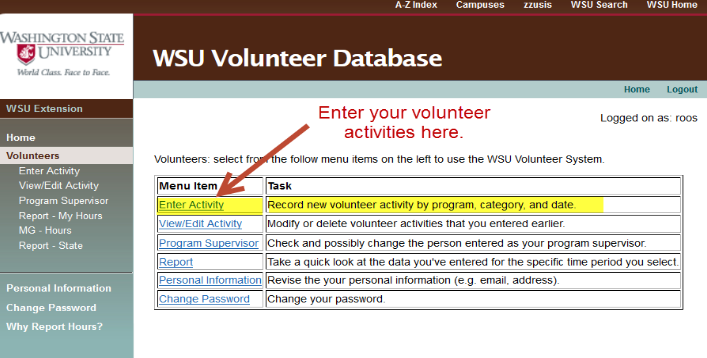 A-Z Index Campuses zzusis WSU Search WSU Home
WASHINGTON STATE
UNIVERSITY
World Class. Face to Face.
WSU Volunteer Database
Home Logout
WSU Extension
Home
Volunteers
Enter Activity
View/Edit Activity
Program Supervisor
Report - My Hours
MG - Hours
Report - State
Personal Information
Change Password
Why Report Hours?
Logged on as: roos
Enter your volunteer
activities here.
Volunteers: select from the follow menu items on the left to use the WSU Volunteer System.
Menu Item Task
Enter Activity Record new volunteer activity by program, category, and date.
View/Edit Activity Modify or delete volunteer activities that you entered earlier.
Program Supervisor Check and possibly change the person entered as your program supervisor.
Report Take a quick look at the data you've entered for the specific time period you select.
Personal Information Revise the your personal information (e.g. email, address).
Change Password Change your password.